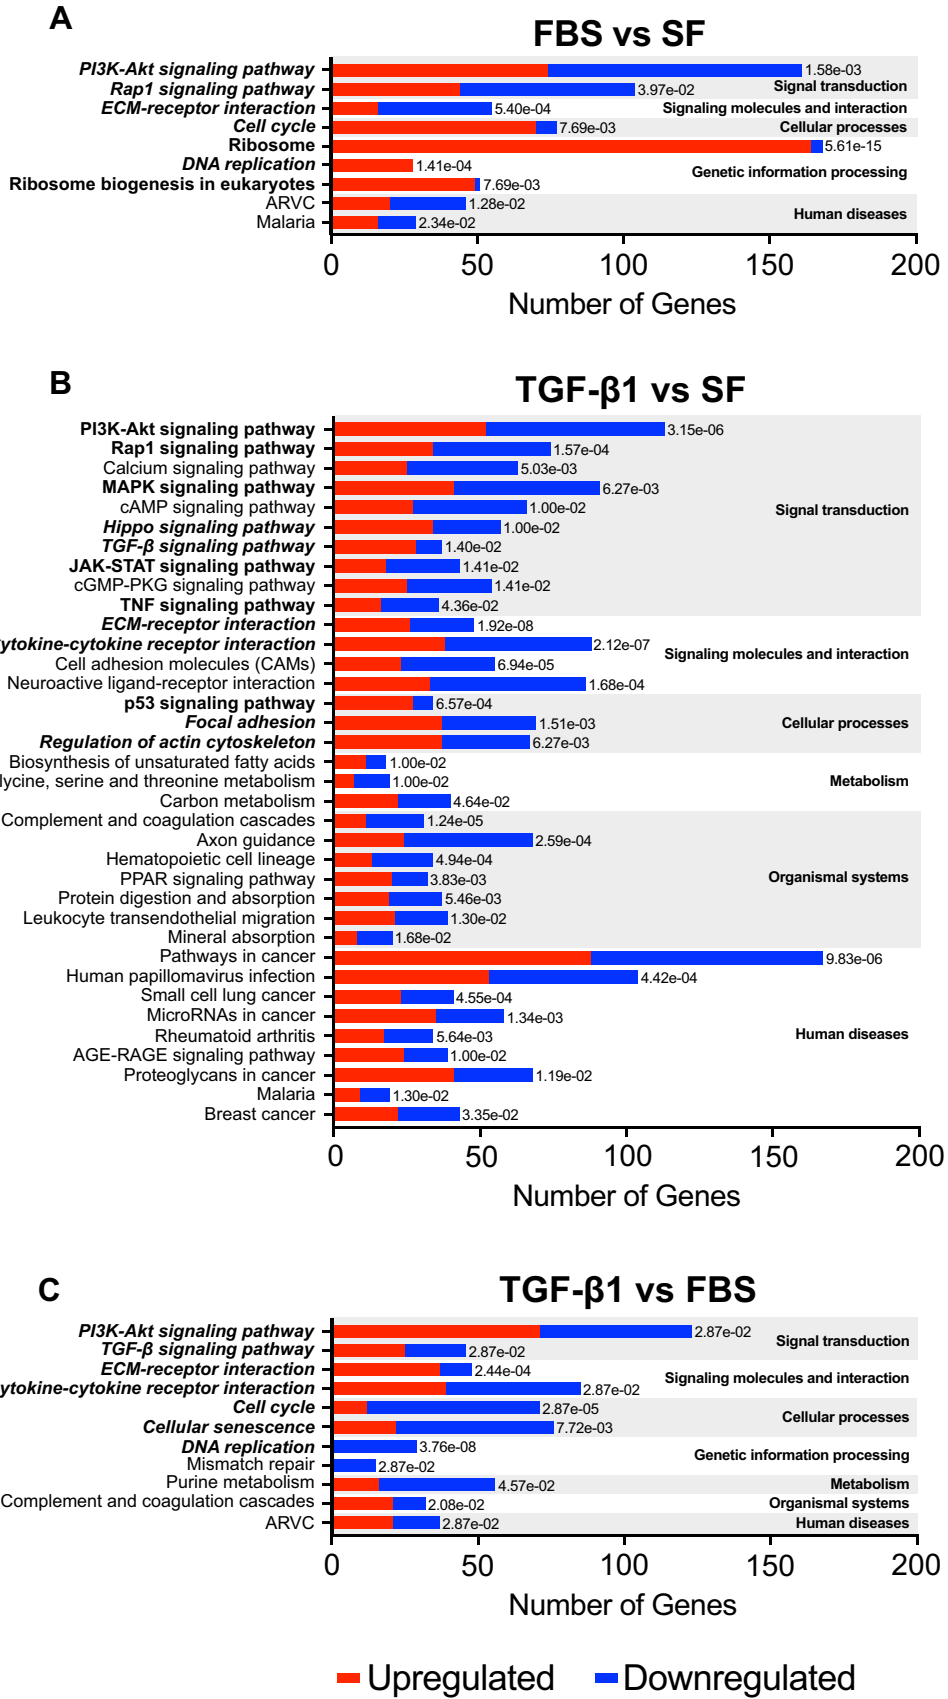 A
FBS vs SF
PI3K-Akt signaling pathway 1.58e-03
Rap1 signaling pathway 3.97e-02 Signal transduction
ECM-receptor interaction 5.40e-04 Signaling molecules and interaction
Cell cycle 7.69e-03 Cellular processes
Ribosome 5.61e-15
DNA replication 1.41e-04 Genetic information processing
Ribosome biogenesis in eukaryotes 7.69e-03
ARVC 1.28e-02 Human diseases
Malaria 2.34e-02
0 50 100 150 200
Number of Genes
B
TGF-β1 vs SF
PI3K-Akt signaling pathway 3.15e-06
Rap1 signaling pathway 1.57e-04
Calcium signaling pathway 5.03e-03
MAPK signaling pathway 6.27e-03
cAMP signaling pathway 1.00e-02 Signal transduction
Hippo signaling pathway 1.00e-02
TGF-β signaling pathway 1.40e-02
JAK-STAT signaling pathway 1.41e-02
cGMP-PKG signaling pathway 1.41e-02
TNF signaling pathway 4.36e-02
ECM-receptor interaction 1.92e-08
ytokine-cytokine receptor interaction 2.12e-07 Signaling molecules and interaction
Cell adhesion molecules (CAMs) 6.94e-05
Neuroactive ligand-receptor interaction 1.68e-04
p53 signaling pathway 6.57e-04
Focal adhesion 1.51e-03 Cellular processes
Regulation of actin cytoskeleton 6.27e-03
Biosynthesis of unsaturated fatty acids 1.00e-02
lycine, serine and threonine metabolism 1.00e-02 Metabolism
Carbon metabolism 4.64e-02
Complement and coagulation cascades 1.24e-05
Axon guidance 2.59e-04
Hematopoietic cell lineage 4.94e-04
PPAR signaling pathway 3.83e-03 Organismal systems
Protein digestion and absorption 5.46e-03
Leukocyte transendothelial migration 1.30e-02
Mineral absorption 1.68e-02
Pathways in cancer 9.83e-06
Human papillomavirus infection 4.42e-04
Small cell lung cancer 4.55e-04
MicroRNAs in cancer 1.34e-03
Rheumatoid arthritis 5.64e-03 Human diseases
AGE-RAGE signaling pathway 1.00e-02
Proteoglycans in cancer 1.19e-02
Malaria 1.30e-02
Breast cancer 3.35e-02
0 50 100 150 200
Number of Genes
C
TGF-β1 vs FBS
PI3K-Akt signaling pathway 2.87e-02 Signal transduction
TGF-β signaling pathway 2.87e-02
ECM-receptor interaction 2.44e-04 Signaling molecules and interaction
ytokine-cytokine receptor interaction 2.87e-02
Cell cycle 2.87e-05 Cellular processes
Cellular senescence 7.72e-03
DNA replication 3.76e-08 Genetic information processing
Mismatch repair 2.87e-02
Purine metabolism 4.57e-02 Metabolism
Complement and coagulation cascades 2.08e-02 Organismal systems
ARVC 2.87e-02 Human diseases
0 50 100 150 200
Number of Genes
Upregulated Downregulated